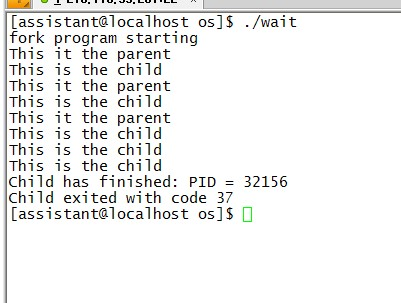 [assistant@localhost os]$ ./wait
fork program starting
This it the parent
This is the child
This it the parent
This is the child
This it the parent
This is the child
This is the child
This is the child
Child has finished: PID = 32156
Child exited with code 37
[assistant@localhost os]$